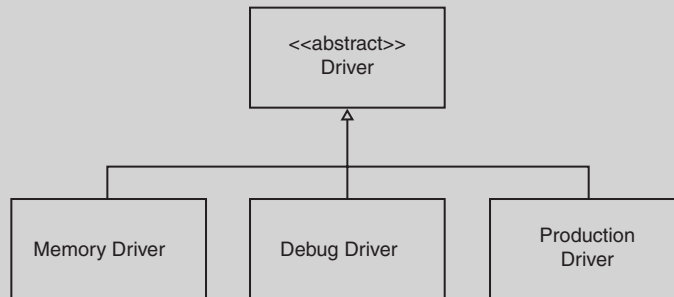 <<abstract>>
Driver
Memory Driver
Debug Driver
Production
Driver